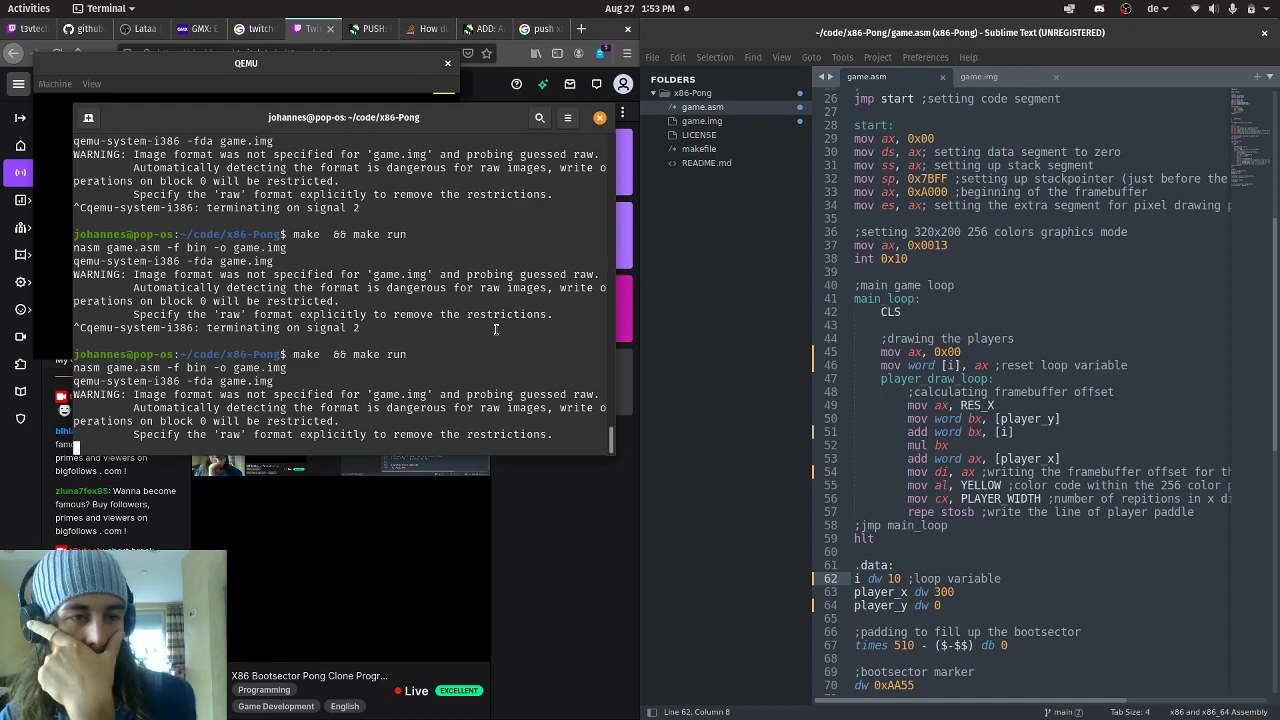 Activities
Terminal
Aug 27 1:53 PM
de
t3vtech
github
Lataa
GMX: E
twitch
Twi
PUSH:
How du
ADD: A
push x
QEMU
Machine View
johannes@pop-os: ~/code/x86-Pong
qemu-system-i386 -fda game.img
WARNING: Image format was not specified for 'game.img' and probing guessed raw.
Automatically detecting the format is dangerous for raw images, write o
perations on block 0 will be restricted.
Specify the 'raw' format explicitly to remove the restrictions.
^Cqemu-system-i386: terminating on signal 2
johannes@pop-os:~/code/x86-Pong$ make  && make run
nasm game.asm -f bin -o game.img
qemu-system-i386 -fda game.img
WARNING: Image format was not specified for 'game.img' and probing guessed raw.
Automatically detecting the format is dangerous for raw images, write o
perations on block 0 will be restricted.
Specify the 'raw' format explicitly to remove the restrictions.
^Cqemu-system-i386: terminating on signal 2
johannes@pop-os:~/code/x86-Pong$ make  && make run
nasm game.asm -f bin -o game.img
qemu-system-i386 -fda game.img
WARNING: Image format was not specified for 'game.img' and probing guessed raw.
Automatically detecting the format is dangerous for raw images, write o
perations on block 0 will be restricted.
Specify the 'raw' format explicitly to remove the restrictions.
zluna7fox85: Wanna become
famous? Buy followers,
primes and viewers on
bigfollows . com !
primes and viewers on
bigfollows . com !
X86 Bootsector Pong Clone Progr...
Programming
Live
EXCELLENT
Game Development
English
~/code/x86-Pong/game.asm (x86-Pong) - Sublime Text (UNREGISTERED)
File Edit Selection Find View Goto Tools Project Preferences Help
FOLDERS
x86-Pong
game.asm
game.img
LICENSE
makefile
README.md
game.asm
game.img
26 jmp start ;setting code segment
27
28 start:
29 mov ax, 0x00
30 mov ds, ax; setting data segment to zero
31 mov ss, ax; setting up stack segment
32 mov sp, 0x7BFF ;setting up stackpointer (just before the
33 mov ax, 0xA000 ;beginning of the framebuffer
34 mov es, ax; setting the extra segment for pixel drawing p
35
36 ;setting 320x200 256 colors graphics mode
37 mov ax, 0x0013
38 int 0x10
39
40 ;main game loop
41 main_loop:
42 CLS
43
44 ;drawing the players
45 mov ax, 0x00
46 mov word [i], ax ;reset loop variable
47 player_draw_loop:
48 ;calculating framebuffer offset
49 mov ax, RES_X
50 mov word bx, [player_y]
51 add word bx, [i]
52 mul bx
53 add word ax, [player_x]
54 mov di, ax ;writing the framebuffer offset for th
55 mov al, YELLOW ;color code within the 256 color p
56 mov cx, PLAYER_WIDTH ;number of repitions in x di
57 repe stosb ;write the line of player paddle
58 ;jmp main_loop
59 hlt
60
61 .data:
62 i dw 10 ;loop variable
63 player_x dw 300
64 player_y dw 0
65
66 ;padding to fill up the bootsector
67 times 510 - ($-$$) db 0
68
69 ;bootsector marker
70 dw 0xAA55
Line 62, Column 8
main
Tab Size: 4
x86 and x86_64 Assembly